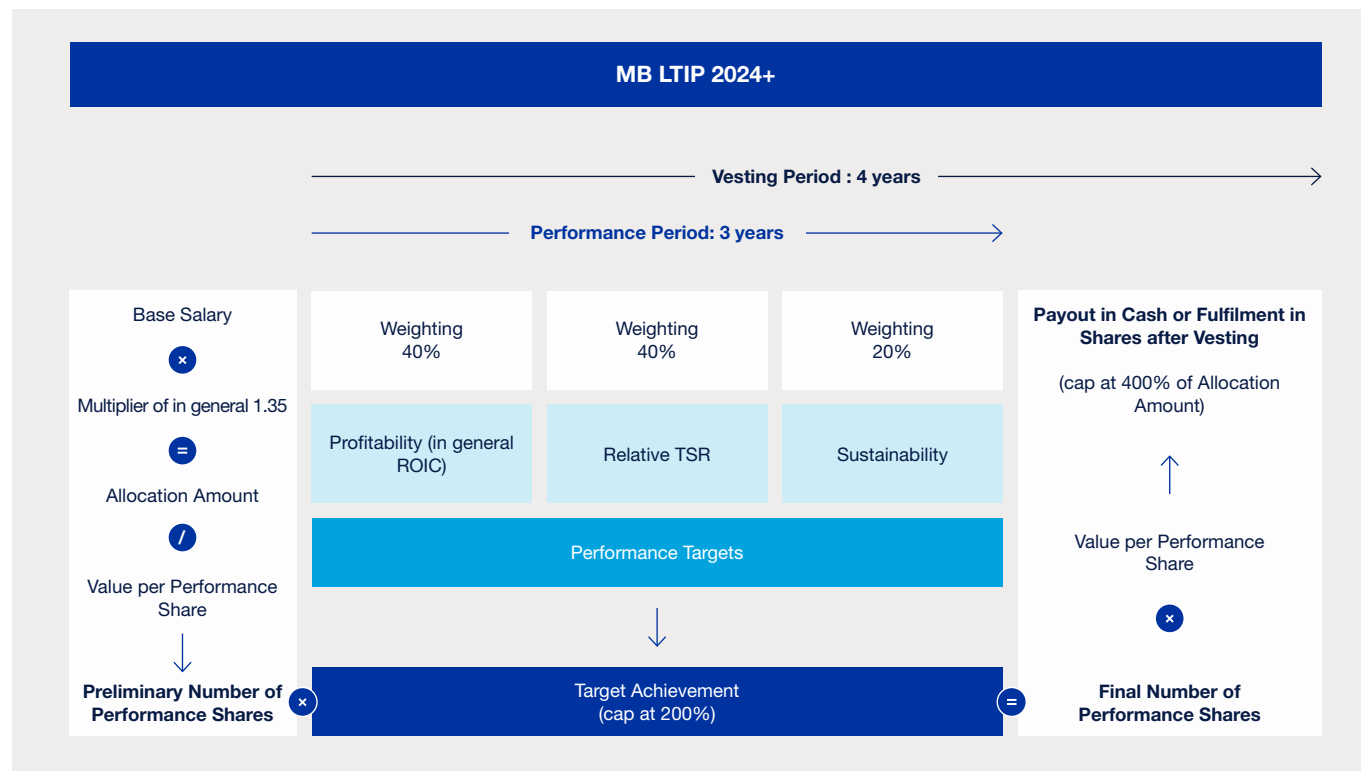 MB LTIP 2024+
Vesting Period : 4 years
Performance Period: 3 years
Base Salary
×
Multiplier of in general 1.35
=
Allocation Amount
/
Value per Performance
Share
Preliminary Number of
Performance Shares
×
Weighting
40%
Weighting
40%
Weighting
20%
Profitability (in general
ROIC)
Relative TSR
Sustainability
Performance Targets
Target Achievement
(cap at 200%)
=
Payout in Cash or Fulfilment in
Shares after Vesting
(cap at 400% of Allocation
Amount)
Value per Performance
Share
×
Final Number of
Performance Shares